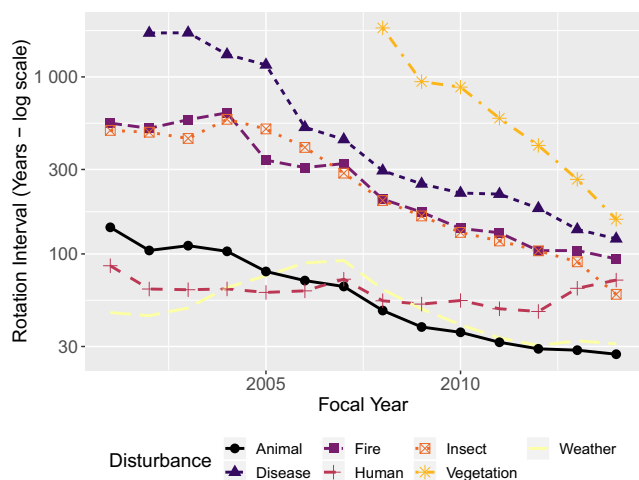 Rotation Interval (Years − log scale)
1 000
300
100
30
2005
2010
Focal Year
Disturbance
Animal
Fire
Insect
Weather
Disease
Human
Vegetation